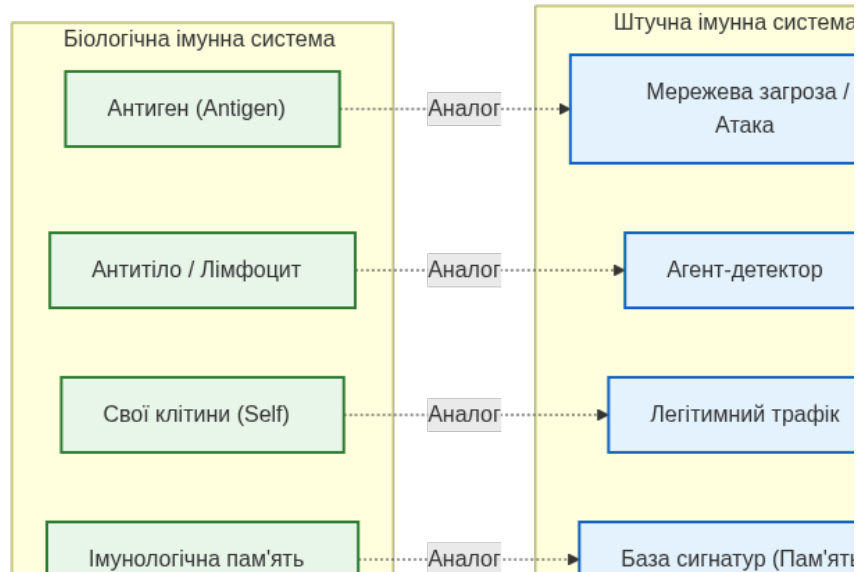 Біологічна імунна система
Штучна імунна система
Антиген (Antigen)
Аналог
Мережева загроза /
Атака
Антитіло / Лімфоцит
Аналог
Агент-детектор
Свої клітини (Self)
Аналог
Легітимний трафік
Імунологічна пам'ять
Аналог
База сигнатур (Пам'ять